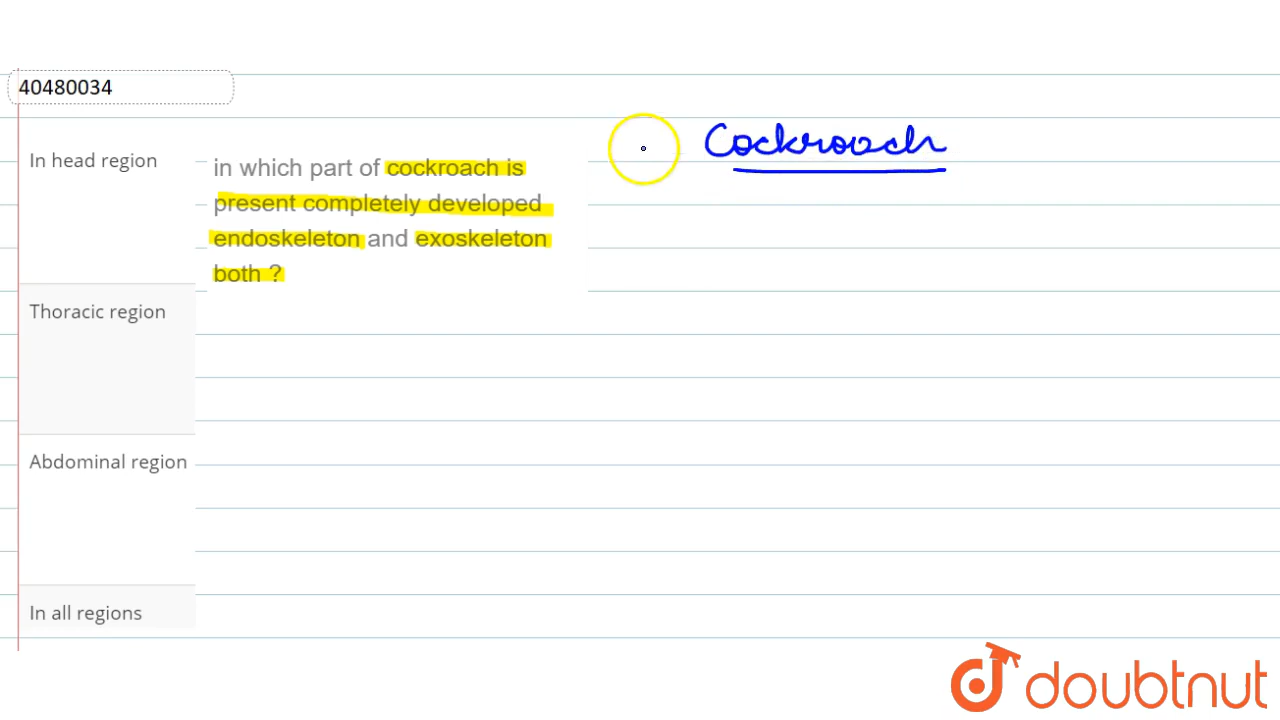 40480034
In head region
in which part of cockroach is
present completely developed
endoskeleton and exoskeleton
both ?
Thoracic region
Abdominal region
In all regions
Cockroach
doubtnut